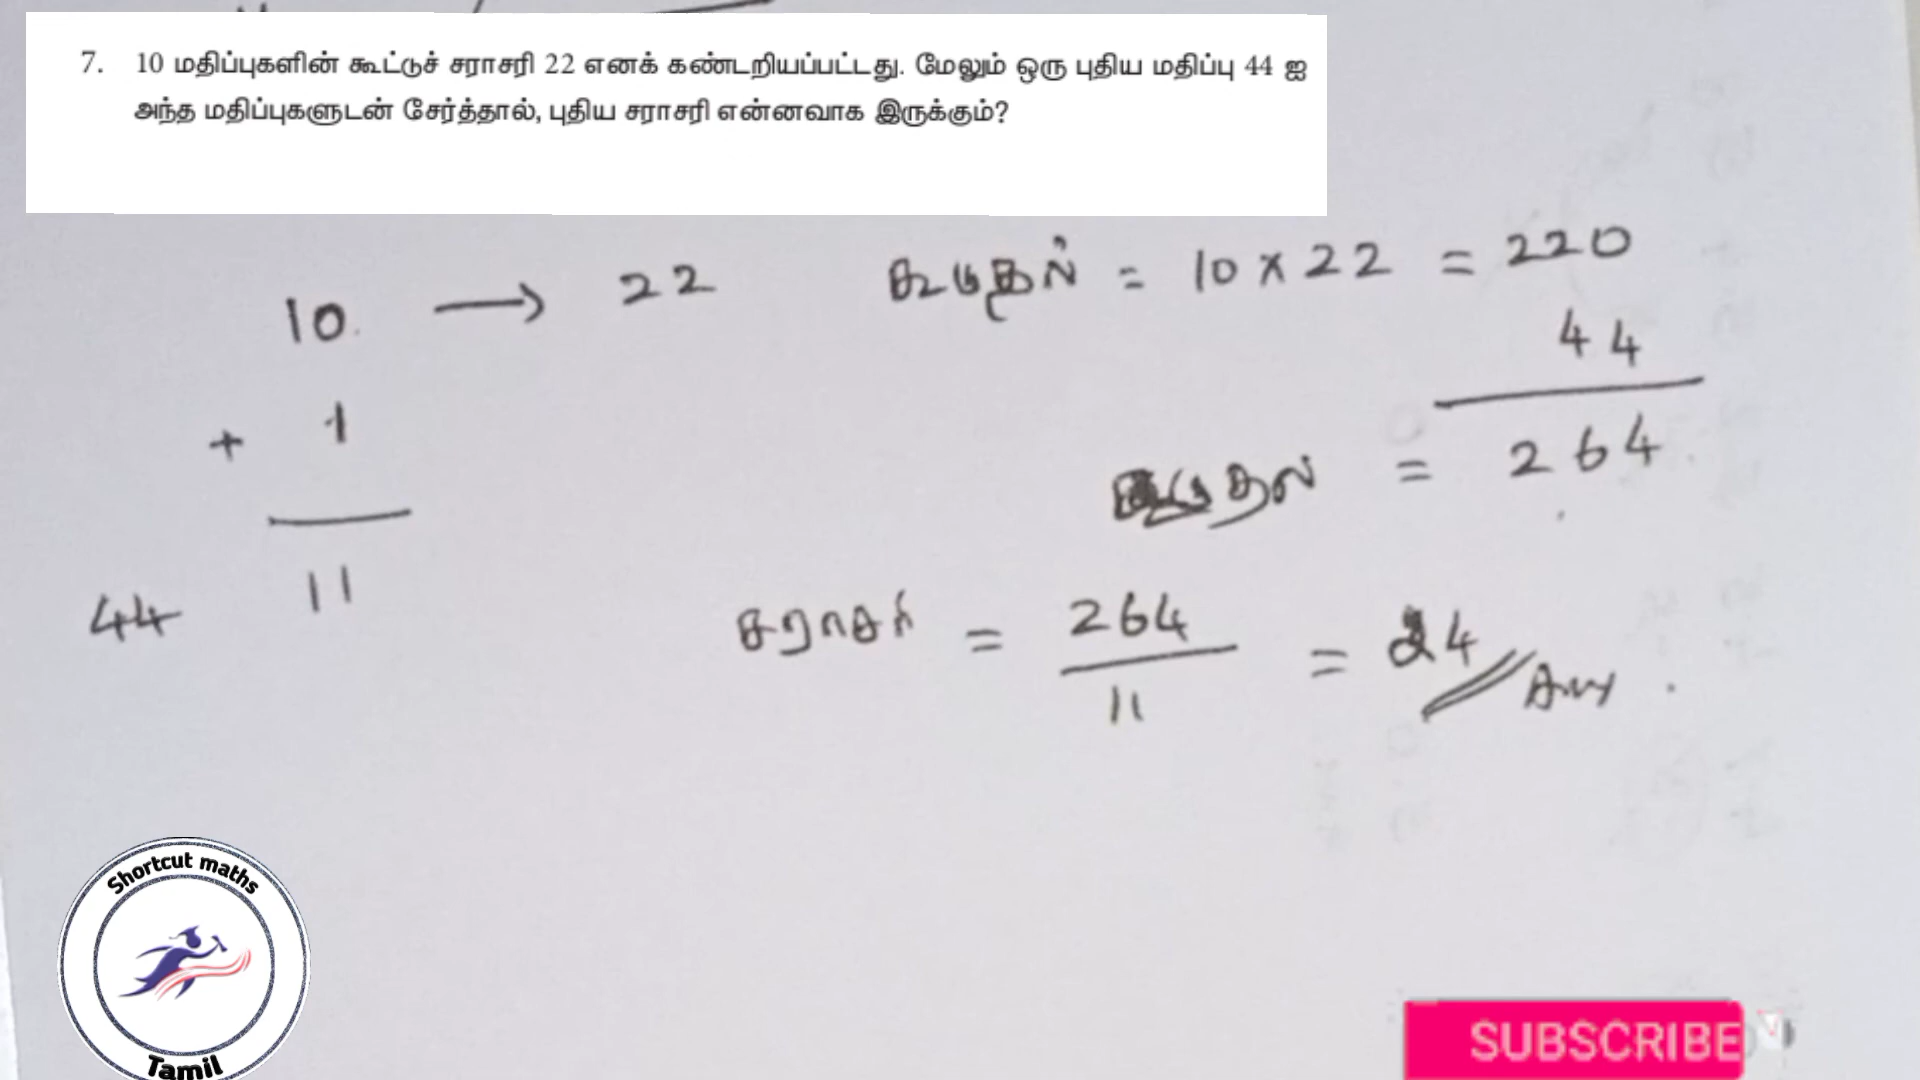 7. 10 மதிப்புகளின் கூட்டுச் சராசரி 22 எனக் கண்டறியப்பட்டது. மேலும் ஒரு புதிய மதிப்பு 44 ஐ
அந்த மதிப்புகளுடன் சேர்த்தால், புதிய சராசரி என்னவாக இருக்கும்?
10 → 22
கூடுதல் = 10 x 22 = 220
44
+ 1
கூடுதல் = 264
44 11
சராசரி = 264/11 = 24 // Ans
Shortcut maths
Tamil
SUBSCRIBE